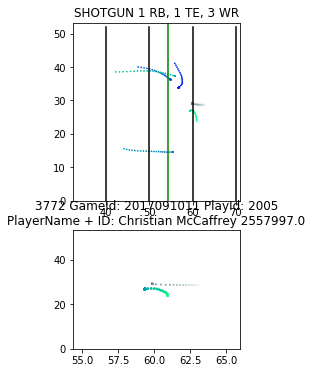 SHOTGUN 1 RB, 1 TE, 3 WR
50
40
30
20
10
0
40 50 60 70
3772 GameId: 2017091011 PlayId: 2005
PlayerName + ID: Christian McCaffrey 2557997.0
40
20
0
55.0 57.5 60.0 62.5 65.0